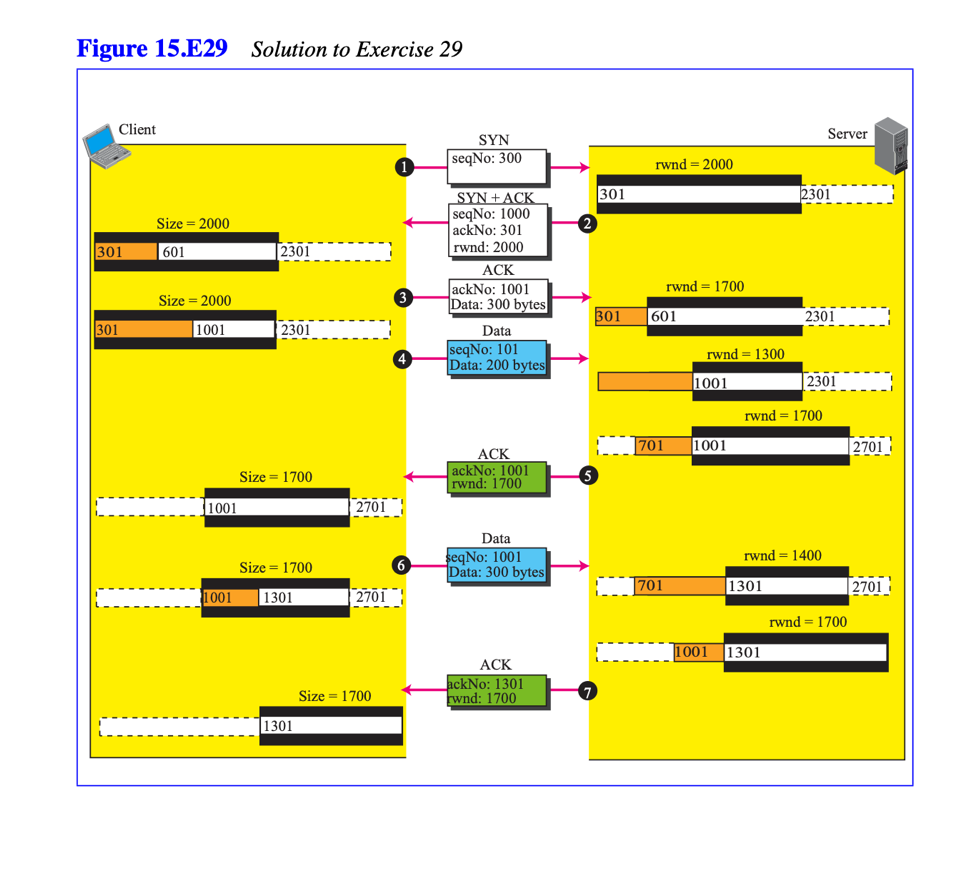 Figure 15.E29 Solution to Exercise 29
Client
Server
SYN
seqNo: 300
1
rwnd = 2000
301
2301
SYN + ACK
seqNo: 1000
ackNo: 301
rwnd: 2000
2
Size = 2000
301 601 2301
ACK
ackNo: 1001
Data: 300 bytes
3
Size = 2000
301 1001 2301
rwnd = 1700
301 601 2301
Data
seqNo: 101
Data: 200 bytes
4
rwnd = 1300
1001 2301
rwnd = 1700
701 1001 2701
ACK
ackNo: 1001
rwnd: 1700
5
Size = 1700
1001 2701
Data
seqNo: 1001
Data: 300 bytes
6
Size = 1700
1001 1301 2701
rwnd = 1400
701 1301 2701
rwnd = 1700
1001 1301
ACK
ackNo: 1301
rwnd: 1700
7
Size = 1700
1301